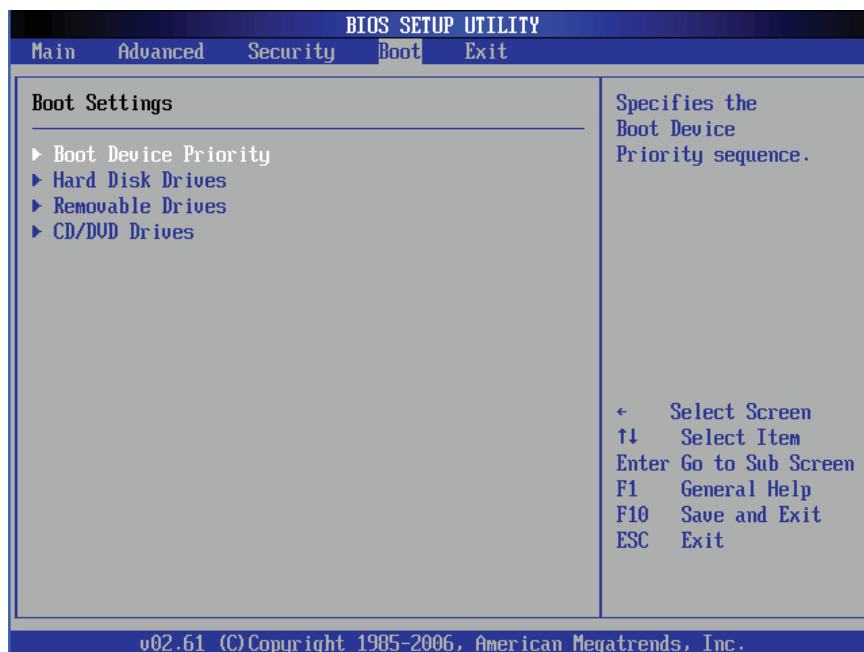 BIOS SETUP UTILITY
Main Advanced Security Boot Exit
Boot Settings
Boot Device Priority
Hard Disk Drives
Removable Drives
CD/DVD Drives
Specifies the
Boot Device
Priority sequence.
← Select Screen
↑↓ Select Item
Enter Go to Sub Screen
F1 General Help
F10 Save and Exit
ESC Exit
v02.61 (C)Copyright 1985-2006, American Megatrends, Inc.